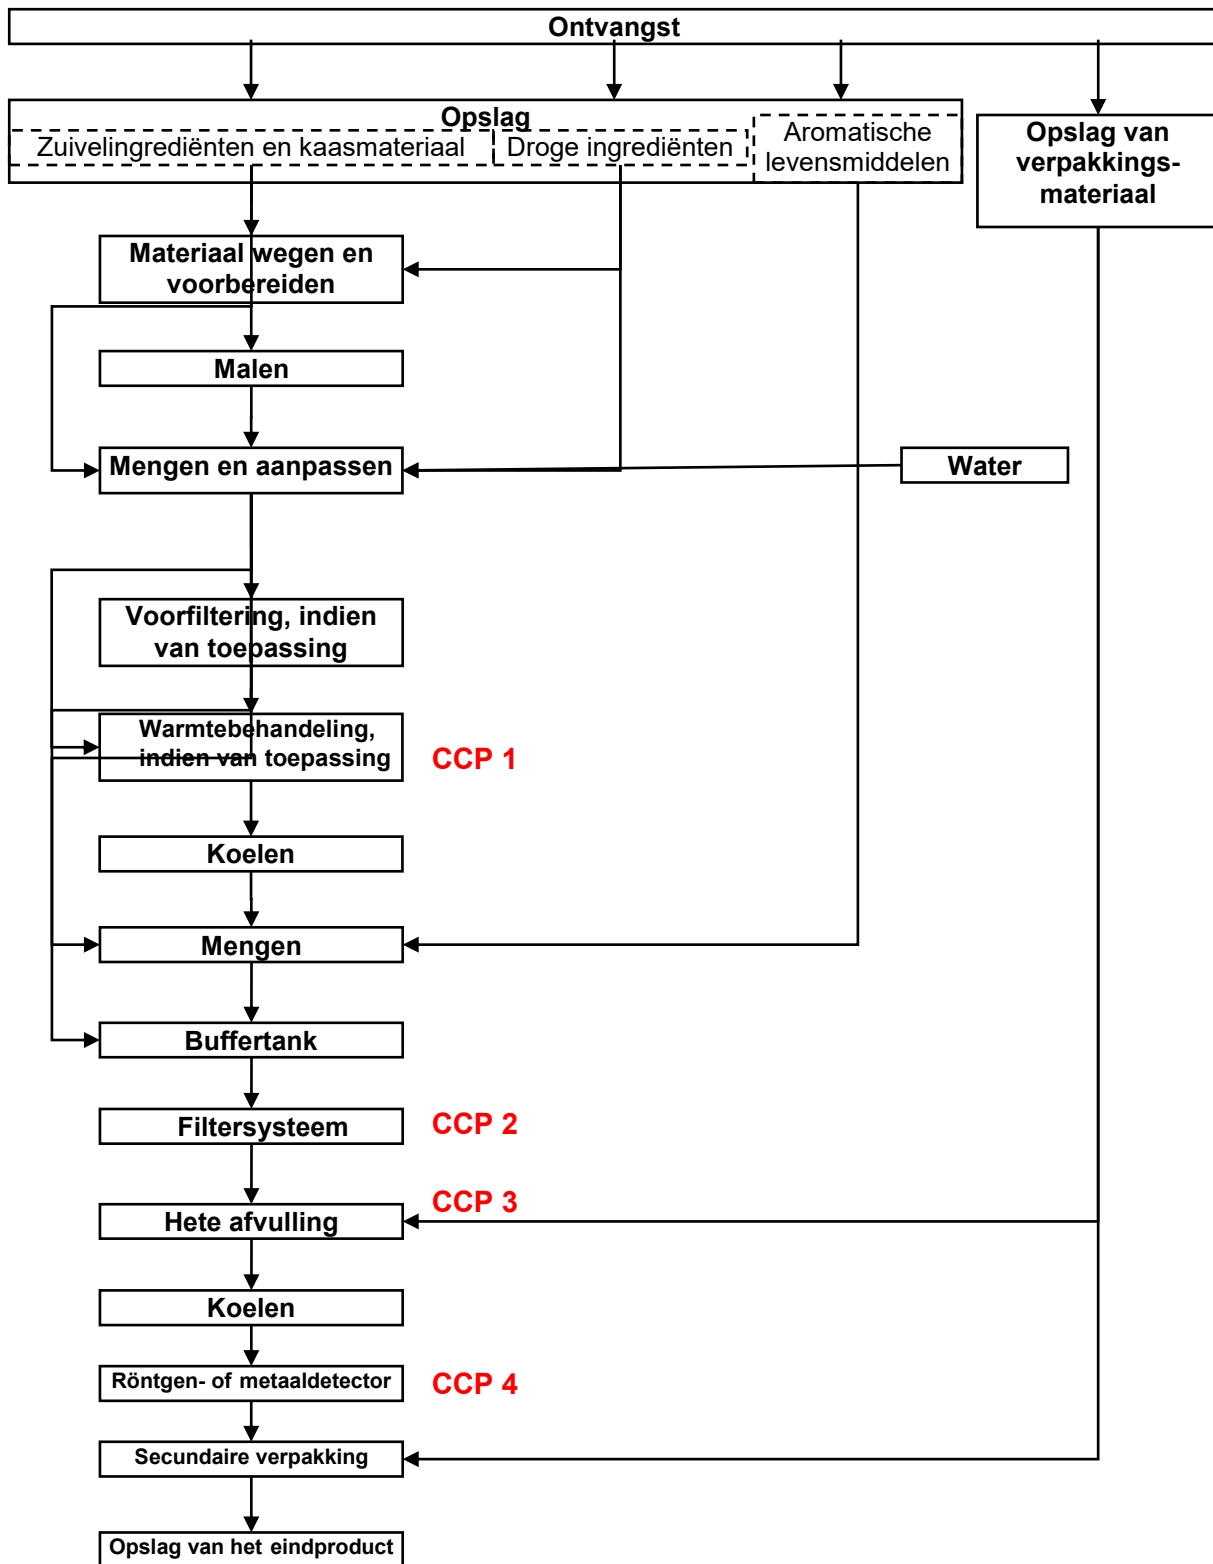 Ontvangst
Opslag
Zuivelingrediënten en kaasmateriaal
Droge ingrediënten
Aromatische
levensmiddelen
Opslag van
verpakkings-
materiaal
Materiaal wegen en
voorbereiden
Malen
Mengen en aanpassen
Water
Voorfiltering, indien
van toepassing
Warmtebehandeling,
indien van toepassing
CCP 1
Koelen
Mengen
Buffertank
Filtersysteem
CCP 2
Hete afvulling
CCP 3
Koelen
Röntgen- of metaaldetector
CCP 4
Secundaire verpakking
Opslag van het eindproduct